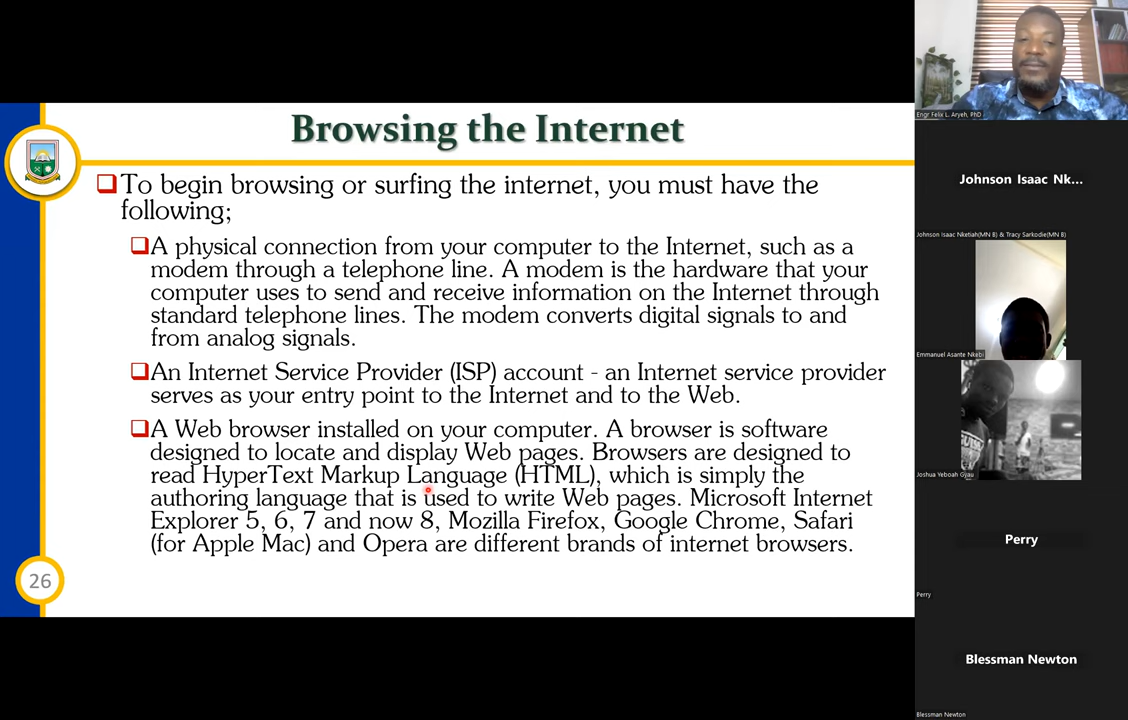 Browsing the Internet
To begin browsing or surfing the internet, you must have the
following;
A physical connection from your computer to the Internet, such as a
modem through a telephone line. A modem is the hardware that your
computer uses to send and receive information on the Internet through
standard telephone lines. The modem converts digital signals to and
from analog signals.
An Internet Service Provider (ISP) account - an Internet service provider
serves as your entry point to the Internet and to the Web.
A Web browser installed on your computer. A browser is software
designed to locate and display Web pages. Browsers are designed to
read HyperText Markup Language (HTML), which is simply the
authoring language that is used to write Web pages. Microsoft Internet
Explorer 5, 6, 7 and now 8, Mozilla Firefox, Google Chrome, Safari
(for Apple Mac) and Opera are different brands of internet browsers.
26
Engr Felix L. Aryeh, PhD
Johnson Isaac Nk...
Johnson Isaac Nketiah(MN B) & Tracy Sarkodie(MN B)
Emmanuel Asante Nkebi
Joshua Yeboah Gyau
Perry
Perry
Blessman Newton
Blessman Newton